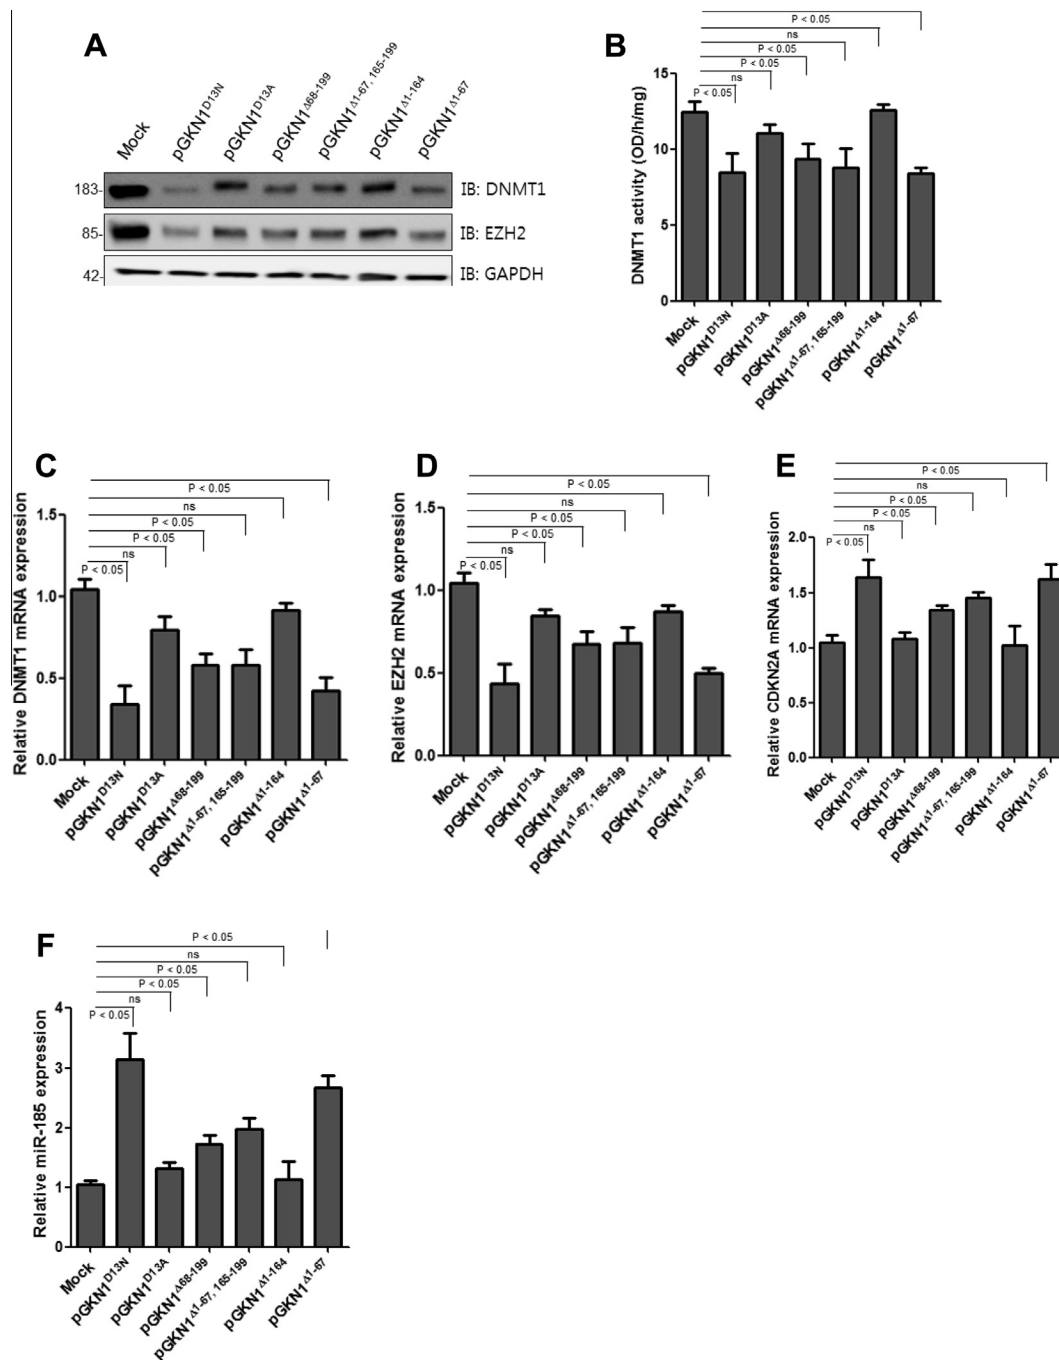 A
Mock
pGKN1D13N
pGKN1D13A
pGKN1Δ68-199
pGKN1Δ1-67, 165-199
pGKN1Δ1-164
pGKN1Δ1-67
183-
IB: DNMT1
85-
IB: EZH2
42-
IB: GAPDH
B
P < 0.05
ns
P < 0.05
P < 0.05
ns
P < 0.05
DNMT1 activity (OD/h/mg)
15
10
5
0
Mock
pGKN1D13N
pGKN1D13A
pGKN1Δ68-199
pGKN1Δ1-67, 165-199
pGKN1Δ1-164
pGKN1Δ1-67
C
P < 0.05
ns
P < 0.05
P < 0.05
ns
P < 0.05
Relative DNMT1 mRNA expression
1.5
1.0
0.5
0.0
Mock
pGKN1D13N
pGKN1D13A
pGKN1Δ68-199
pGKN1Δ1-67, 165-199
pGKN1Δ1-164
pGKN1Δ1-67
D
P < 0.05
ns
P < 0.05
P < 0.05
ns
P < 0.05
Relative EZH2 mRNA expression
1.5
1.0
0.5
0.0
Mock
pGKN1D13N
pGKN1D13A
pGKN1Δ68-199
pGKN1Δ1-67, 165-199
pGKN1Δ1-164
pGKN1Δ1-67
E
P < 0.05
ns
P < 0.05
P < 0.05
ns
P < 0.05
Relative CDKN2A mRNA expression
2.0
1.5
1.0
0.5
0.0
Mock
pGKN1D13N
pGKN1D13A
pGKN1Δ68-199
pGKN1Δ1-67, 165-199
pGKN1Δ1-164
pGKN1Δ1-67
F
P < 0.05
ns
P < 0.05
P < 0.05
ns
P < 0.05
Relative miR-185 expression
4
3
2
1
0
Mock
pGKN1D13N
pGKN1D13A
pGKN1Δ68-199
pGKN1Δ1-67, 165-199
pGKN1Δ1-164
pGKN1Δ1-67